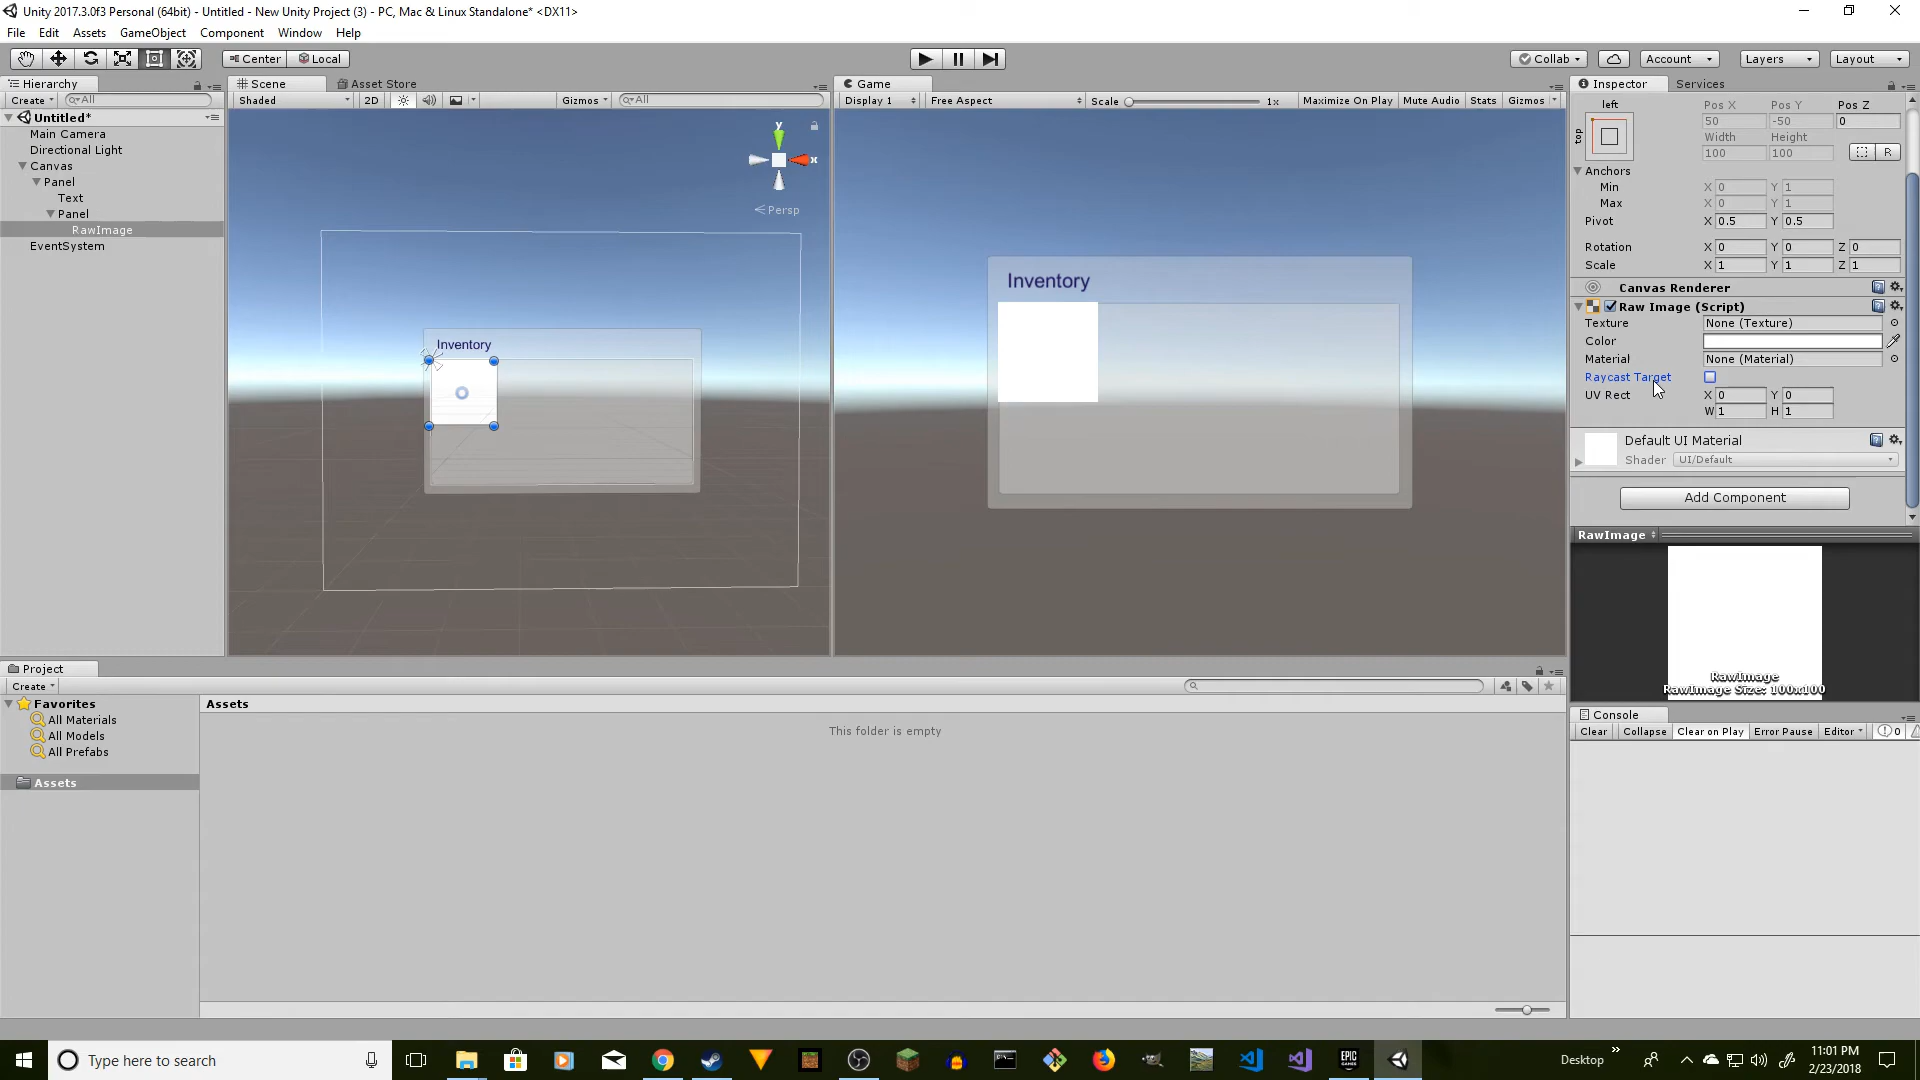 Unity 2017.3.0f3 Personal (64bit) - Untitled - New Unity Project (3) - PC, Mac & Linux Standalone* <DX11>
File Edit Assets GameObject Component Window Help
Center Local
Collab Account Layers Layout
Hierarchy
Create All
Untitled*
Main Camera
Directional Light
Canvas
Panel
Text
Panel
RawImage
EventSystem
Scene Asset Store
Shaded 2D Gizmos All
y
x
Persp
Inventory
Game
Display 1 Free Aspect Scale 1x Maximize On Play Mute Audio Stats Gizmos
Inventory
Inspector Services
left Pos X Pos Y Pos Z
top
50 -50 0
Width Height
100 100
R
Anchors
Min X 0 Y 1
Max X 0 Y 1
Pivot X 0.5 Y 0.5
Rotation X 0 Y 0 Z 0
Scale X 1 Y 1 Z 1
Canvas Renderer
Raw Image (Script)
Texture None (Texture)
Color
Material None (Material)
Raycast Target
UV Rect X 0 Y 0
W 1 H 1
Default UI Material
Shader UI/Default
Add Component
RawImage
RawImage
RawImage Size: 100x100
Project
Create
Favorites
All Materials
All Models
All Prefabs
Assets
Assets
This folder is empty
Console
Clear Collapse Clear on Play Error Pause Editor 0
Type here to search
EPIC GAMES
Desktop
11:01 PM
2/23/2018